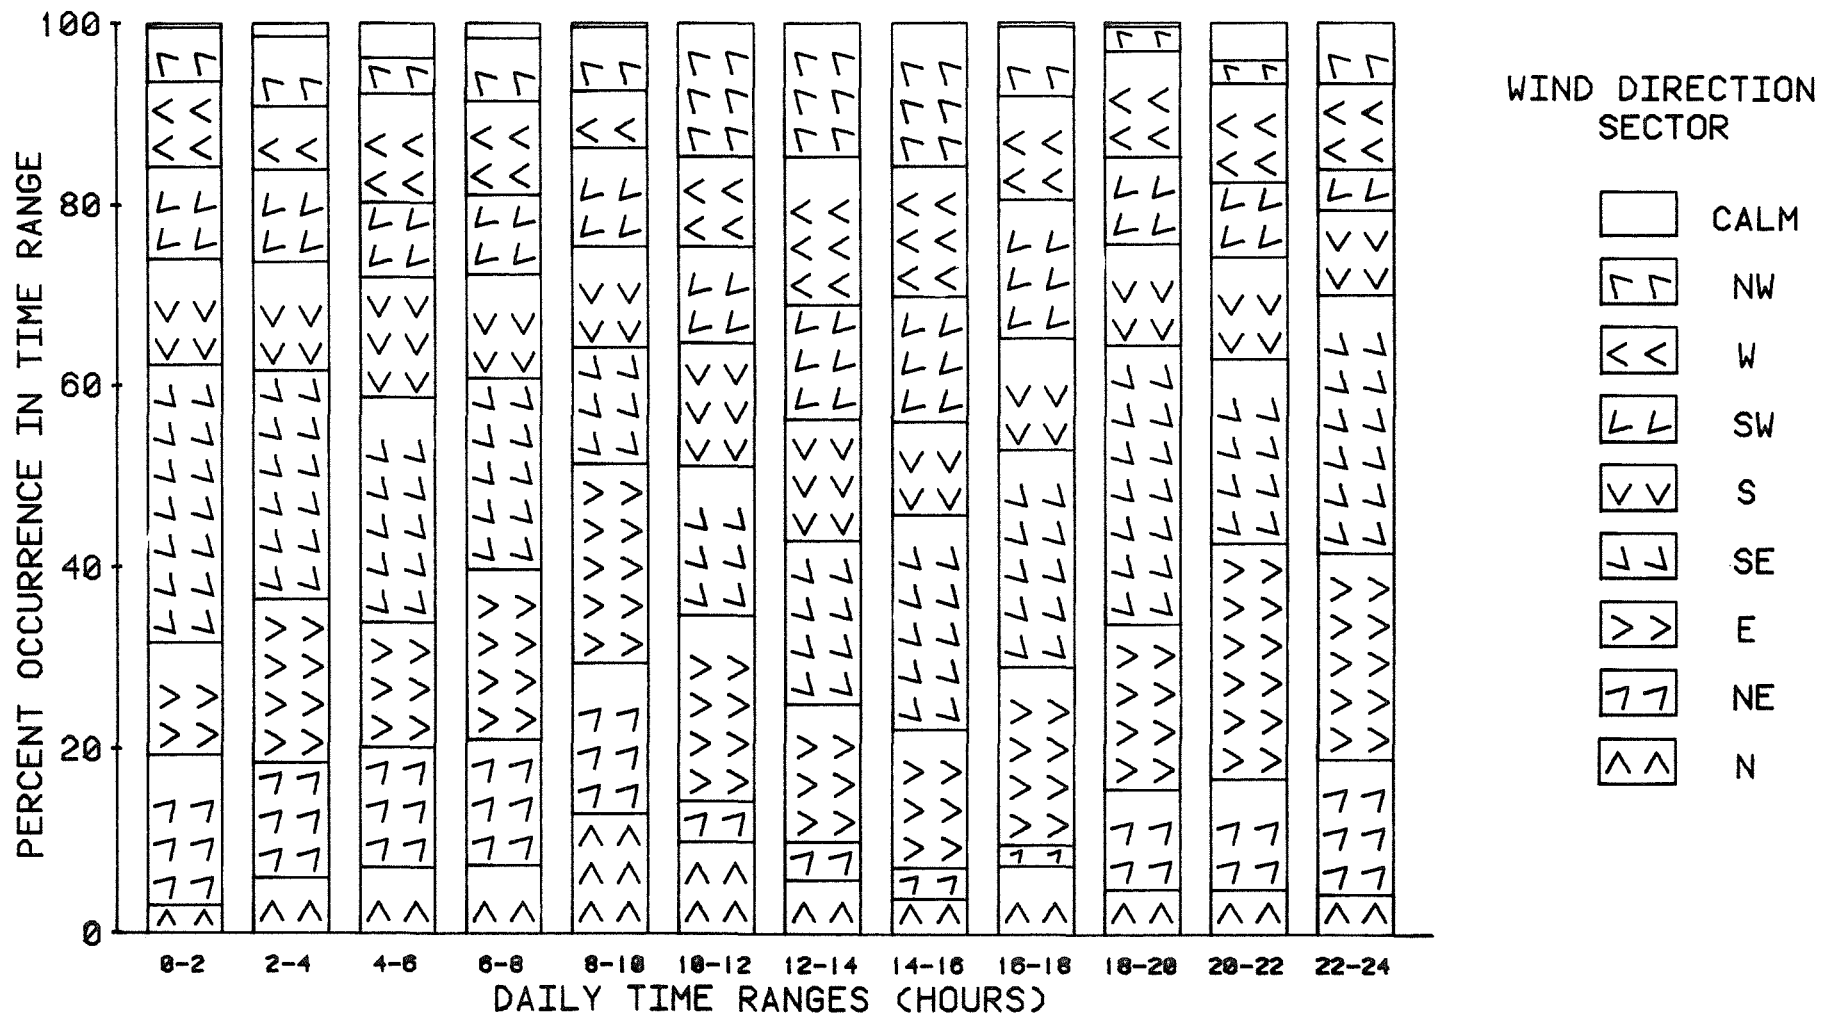 PERCENT OCCURRENCE IN TIME RANGE
100
80
60
40
20
0
0-2 2-4 4-6 6-8 8-10 10-12 12-14 14-16 16-18 18-20 20-22 22-24
DAILY TIME RANGES (HOURS)
WIND DIRECTION
SECTOR
CALM
NW
W
SW
S
SE
E
NE
N